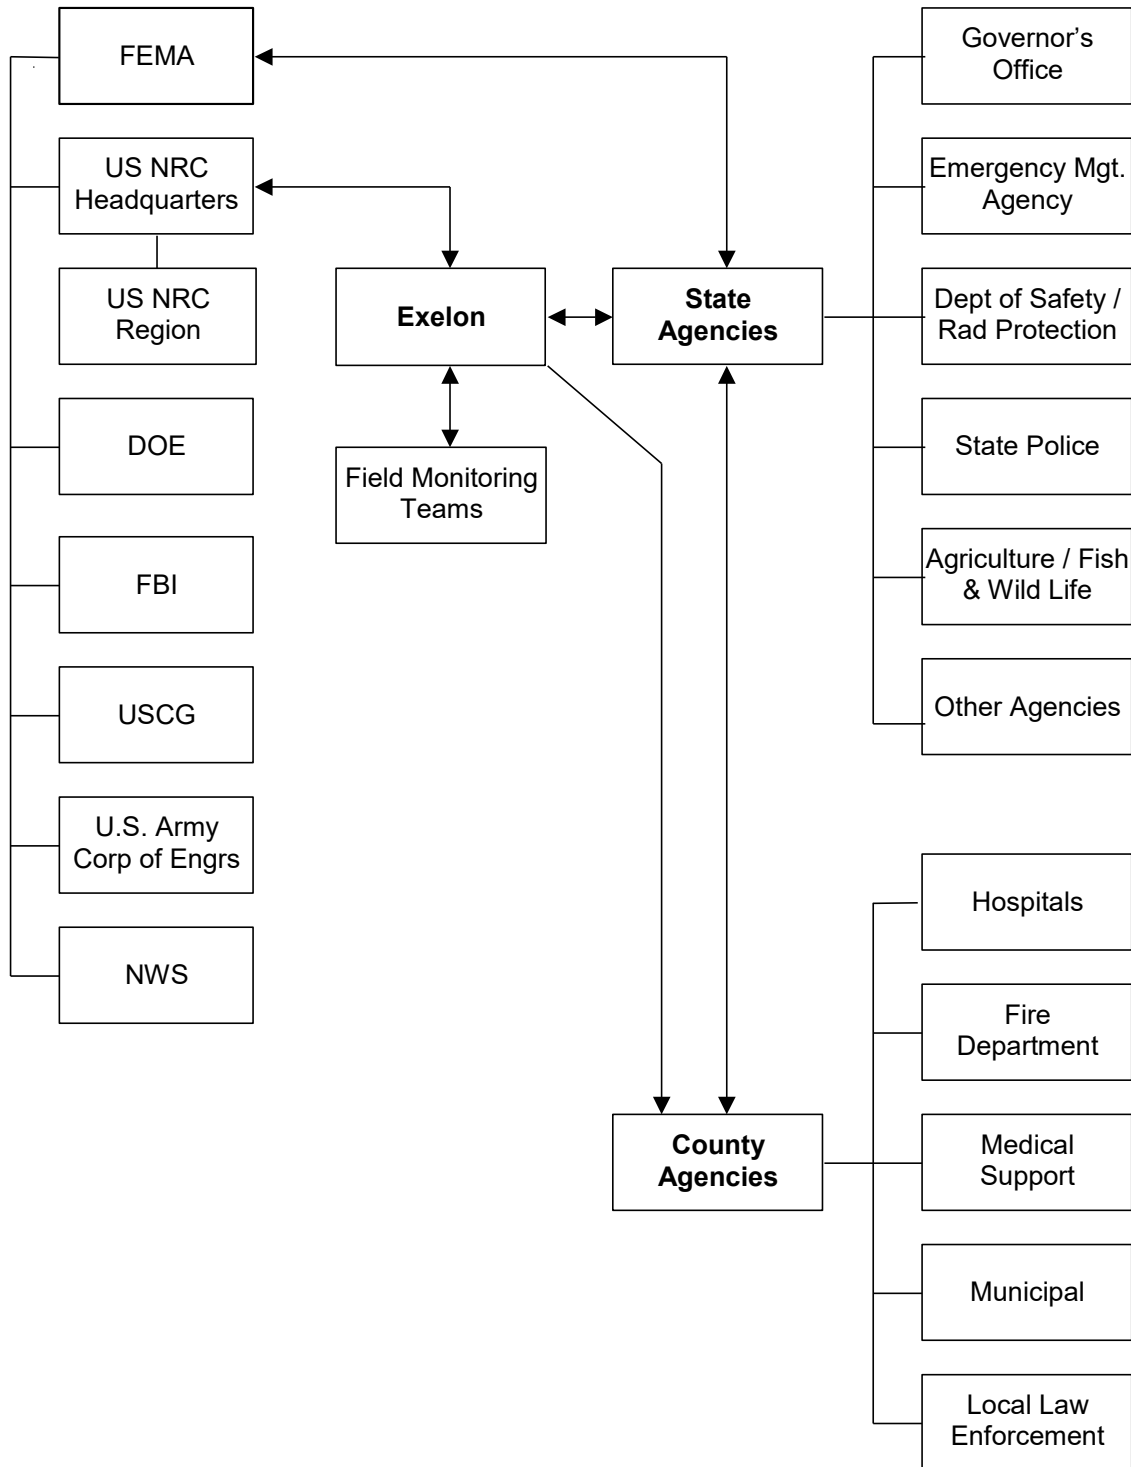 FEMA
US NRC
Headquarters
US NRC
Region
DOE
FBI
USCG
U.S. Army
Corp of Engrs
NWS
Exelon
Field Monitoring
Teams
State
Agencies
County
Agencies
Governor’s
Office
Emergency Mgt.
Agency
Dept of Safety /
Rad Protection
State Police
Agriculture / Fish
& Wild Life
Other Agencies
Hospitals
Fire
Department
Medical
Support
Municipal
Local Law
Enforcement